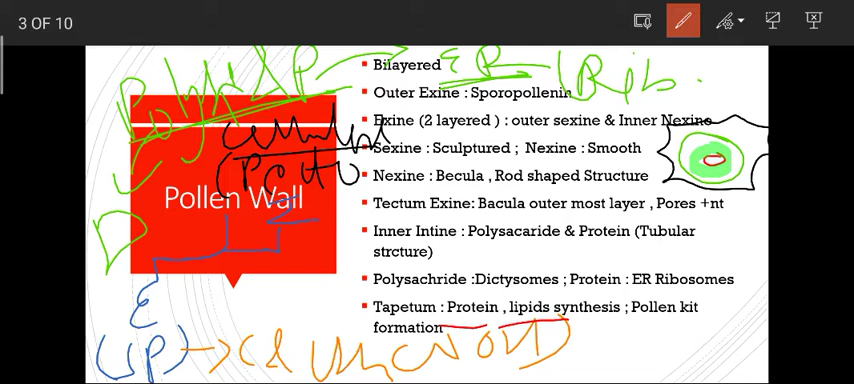 3 OF 10
Pollen Wall
Bilayered
Outer Exine : Sporopollenin
Exine (2 layered ) : outer sexine & Inner Nexine
Sexine : Sculptured ; Nexine : Smooth
Nexine : Becula , Rod shaped Structure
Tectum Exine: Bacula outer most layer , Pores +nt
Inner Intine : Polysacaride & Protein (Tubular
strcture)
Polysachride :Dictysomes ; Protein : ER Ribosomes
Tapetum : Protein , lipids synthesis ; Pollen kit
formation